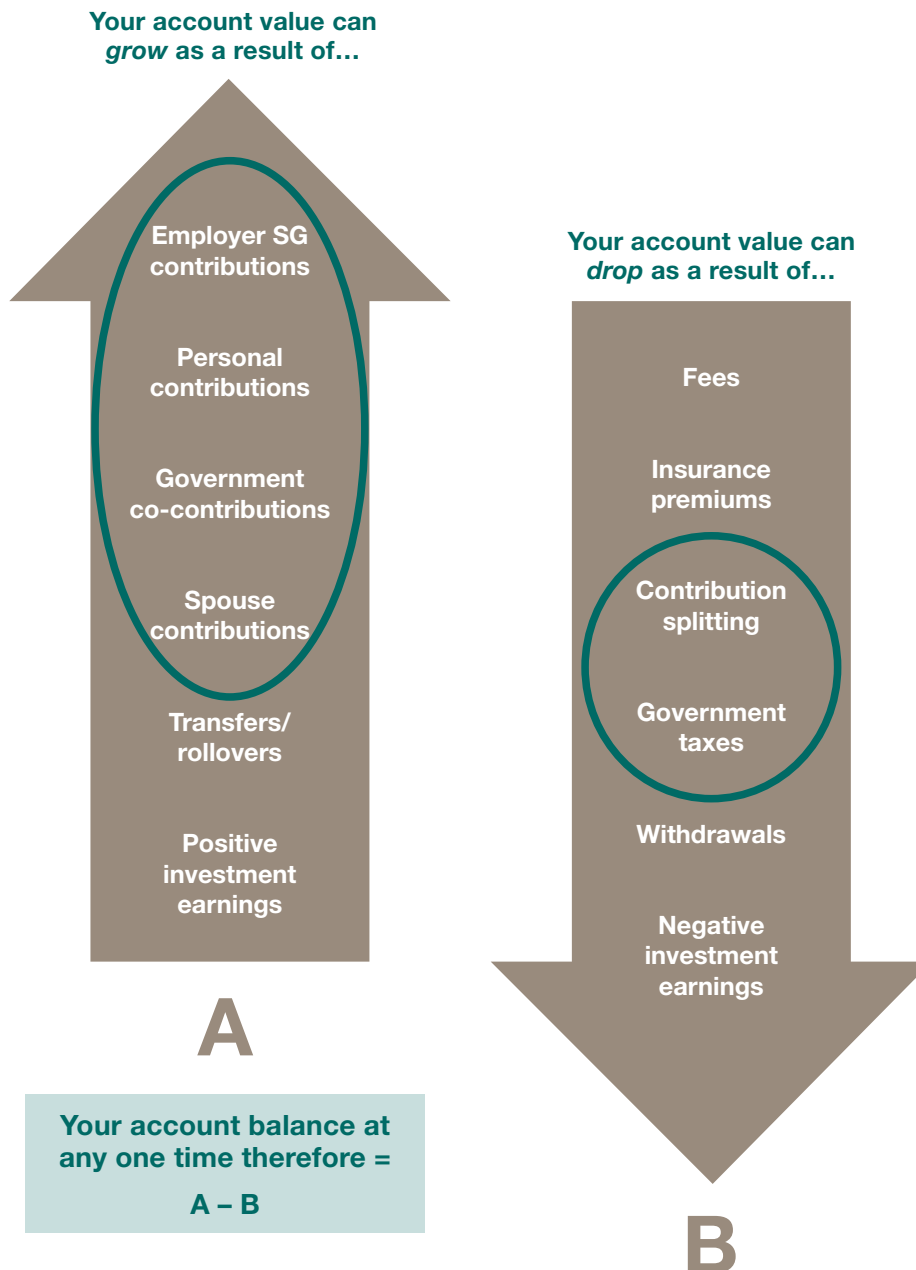 Your account value can
grow as a result of…
Employer SG
contributions
Personal
contributions
Government
co-contributions
Spouse
contributions
Transfers/
rollovers
Positive
investment
earnings
A
Your account balance at
any one time therefore =
A – B
Your account value can
drop as a result of…
Fees
Insurance
premiums
Contribution
splitting
Government
taxes
Withdrawals
Negative
investment
earnings
B